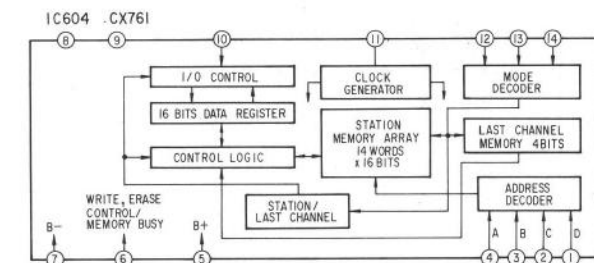 IC604 CX761
8 9 10 11 12 13 14
I/O CONTROL
CLOCK
GENERATOR
MODE
DECODER
16 BITS DATA REGISTER
STATION
MEMORY ARRAY
14 WORDS
x 16 BITS
LAST CHANNEL
MEMORY 4BITS
CONTROL LOGIC
STATION/
LAST CHANNEL
ADDRESS
DECODER
WRITE, ERASE
CONTROL/
MEMORY BUSY
B-
B+
A B C D
7 6 5 4 3 2 1